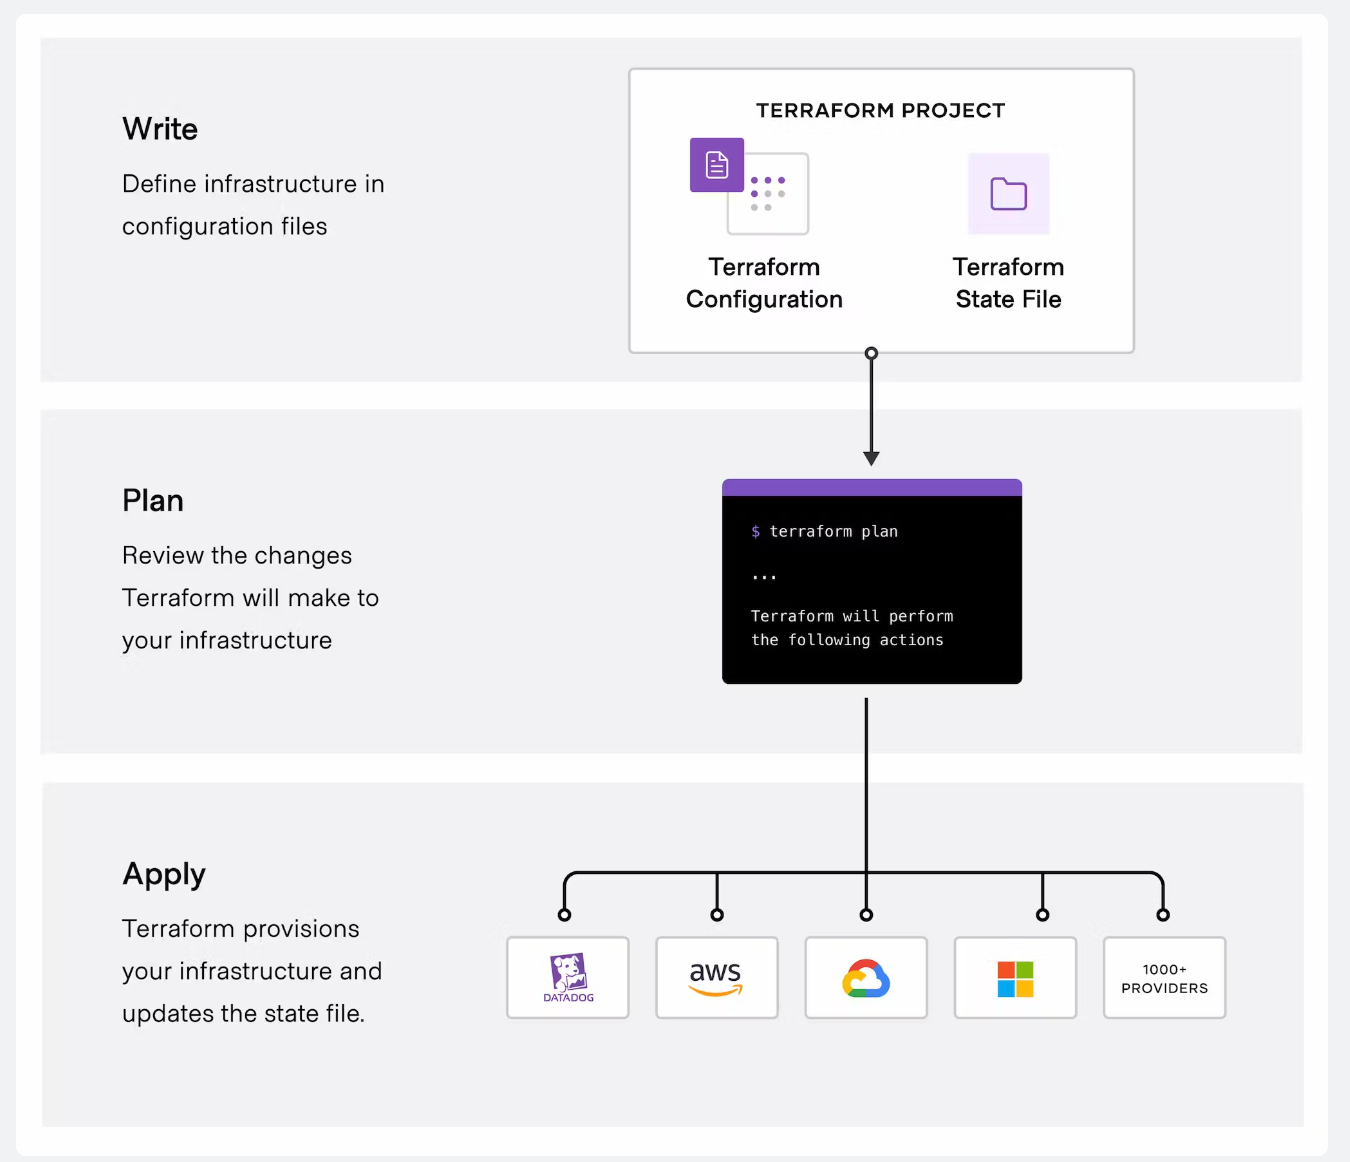 Write
Define infrastructure in
configuration files
TERRAFORM PROJECT
Terraform
Configuration
Terraform
State File
Plan
Review the changes
Terraform will make to
your infrastructure
$ terraform plan
...
Terraform will perform
the following actions
Apply
Terraform provisions
your infrastructure and
updates the state file.
DATADOG
aws
1000+
PROVIDERS